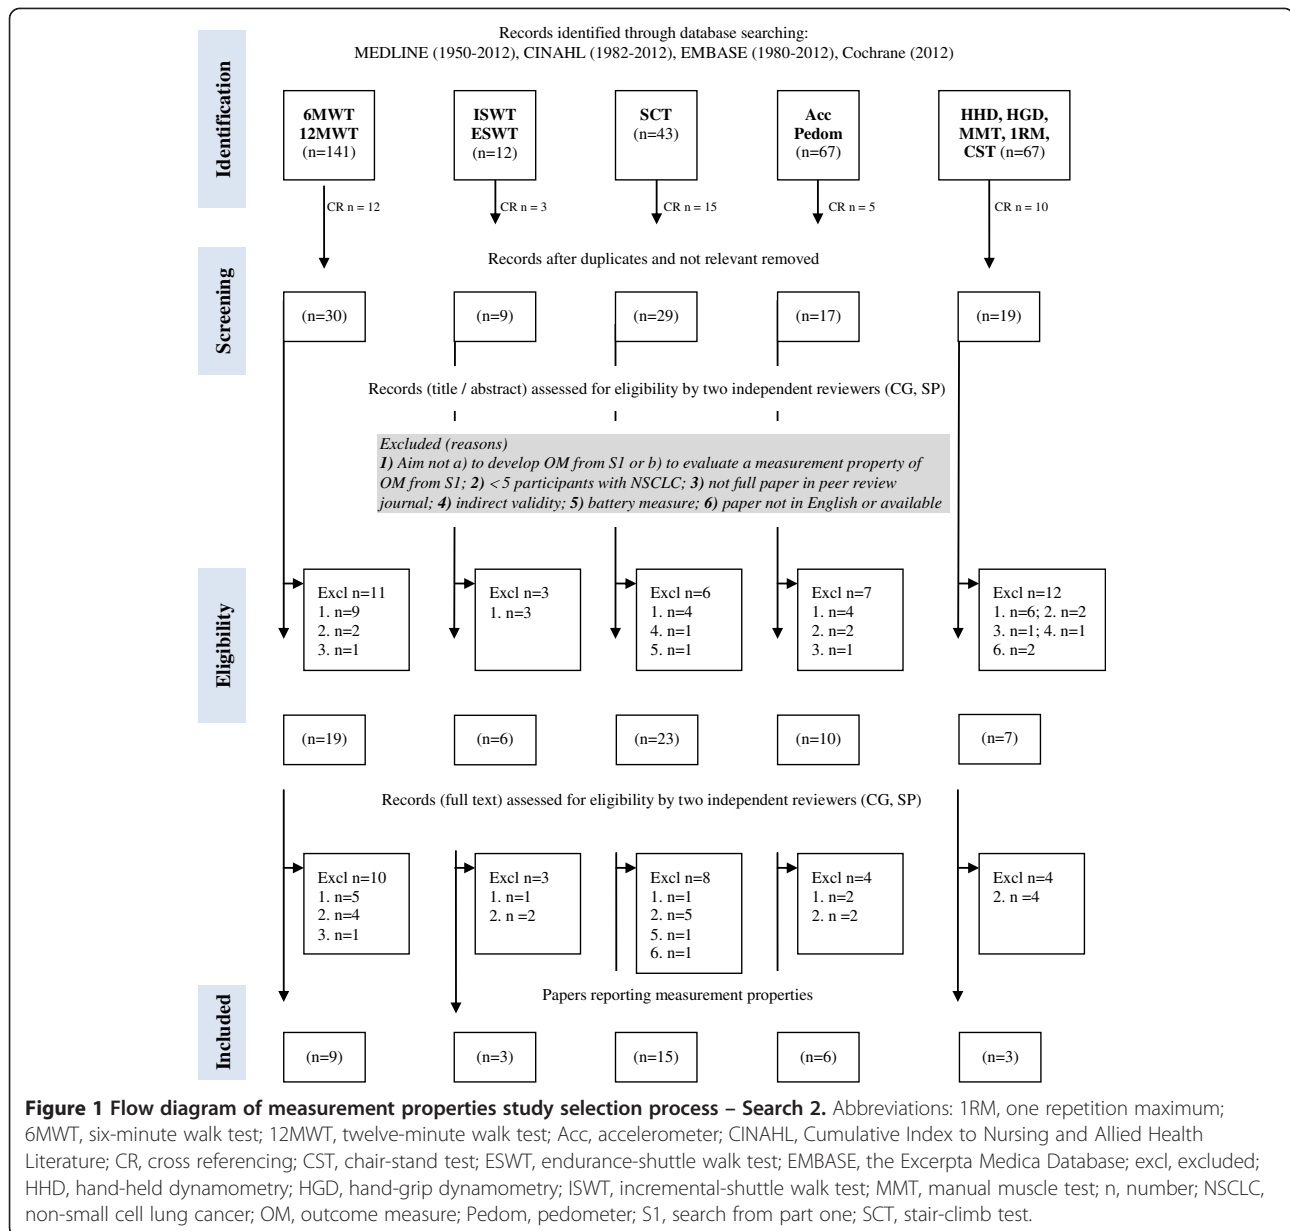 Records identified through database searching:
MEDLINE (1950-2012), CINAHL (1982-2012), EMBASE (1980-2012), Cochrane (2012)
Identification
6MWT
12MWT
(n=141)
ISWT
ESWT
(n=12)
SCT
(n=43)
Acc
Pedom
(n=67)
HHD, HGD,
MMT, 1RM,
CST (n=67)
CR n = 12
CR n = 3
CR n = 15
CR n = 5
CR n = 10
Screening
Records after duplicates and not relevant removed
(n=30)
(n=9)
(n=29)
(n=17)
(n=19)
Records (title / abstract) assessed for eligibility by two independent reviewers (CG, SP)
Excluded (reasons)
1) Aim not a) to develop OM from S1 or b) to evaluate a measurement property of
OM from S1; 2) < 5 participants with NSCLC; 3) not full paper in peer review
journal; 4) indirect validity; 5) battery measure; 6) paper not in English or available
Eligibility
Excl n=11
1. n=9
2. n=2
3. n=1
Excl n=3
1. n=3
Excl n=6
1. n=4
4. n=1
5. n=1
Excl n=7
1. n=4
2. n=2
3. n=1
Excl n=12
1. n=6; 2. n=2
3. n=1; 4. n=1
6. n=2
(n=19)
(n=6)
(n=23)
(n=10)
(n=7)
Records (full text) assessed for eligibility by two independent reviewers (CG, SP)
Excl n=10
1. n=5
2. n=4
3. n=1
Excl n=3
1. n=1
2. n =2
Excl n=8
1. n=1
2. n=5
5. n=1
6. n=1
Excl n=4
1. n=2
2. n =2
Excl n=4
2. n =4
Included
Papers reporting measurement properties
(n=9)
(n=3)
(n=15)
(n=6)
(n=3)
Figure 1 Flow diagram of measurement properties study selection process – Search 2. Abbreviations: 1RM, one repetition maximum;
6MWT, six-minute walk test; 12MWT, twelve-minute walk test; Acc, accelerometer; CINAHL, Cumulative Index to Nursing and Allied Health
Literature; CR, cross referencing; CST, chair-stand test; ESWT, endurance-shuttle walk test; EMBASE, the Excerpta Medica Database; excl, excluded;
HHD, hand-held dynamometry; HGD, hand-grip dynamometry; ISWT, incremental-shuttle walk test; MMT, manual muscle test; n, number; NSCLC,
non-small cell lung cancer; OM, outcome measure; Pedom, pedometer; S1, search from part one; SCT, stair-climb test.